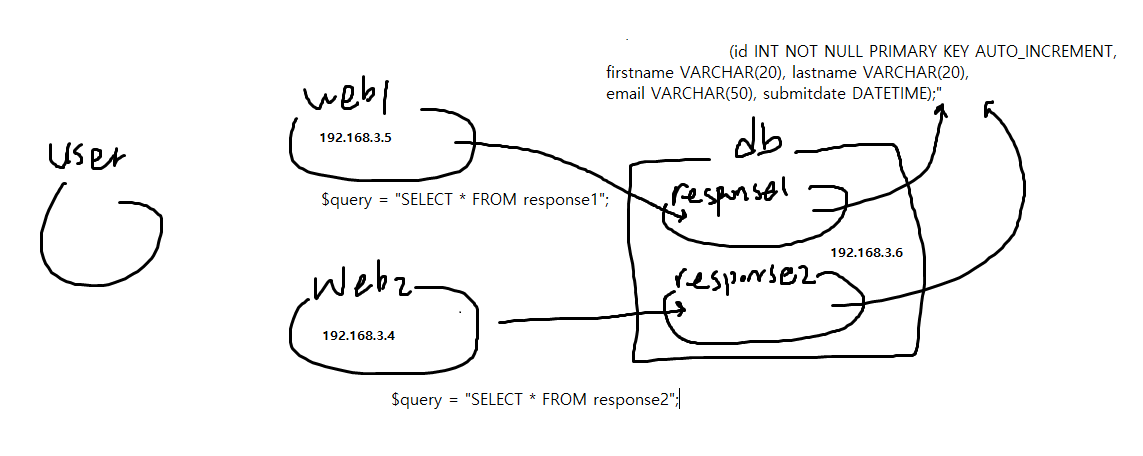 (id INT NOT NULL PRIMARY KEY AUTO_INCREMENT,
firstname VARCHAR(20), lastname VARCHAR(20),
email VARCHAR(50), submitdate DATETIME);"
user
web1
192.168.3.5
$query = "SELECT * FROM response1";
db
response1
192.168.3.6
response2
Web2
192.168.3.4
$query = "SELECT * FROM response2";